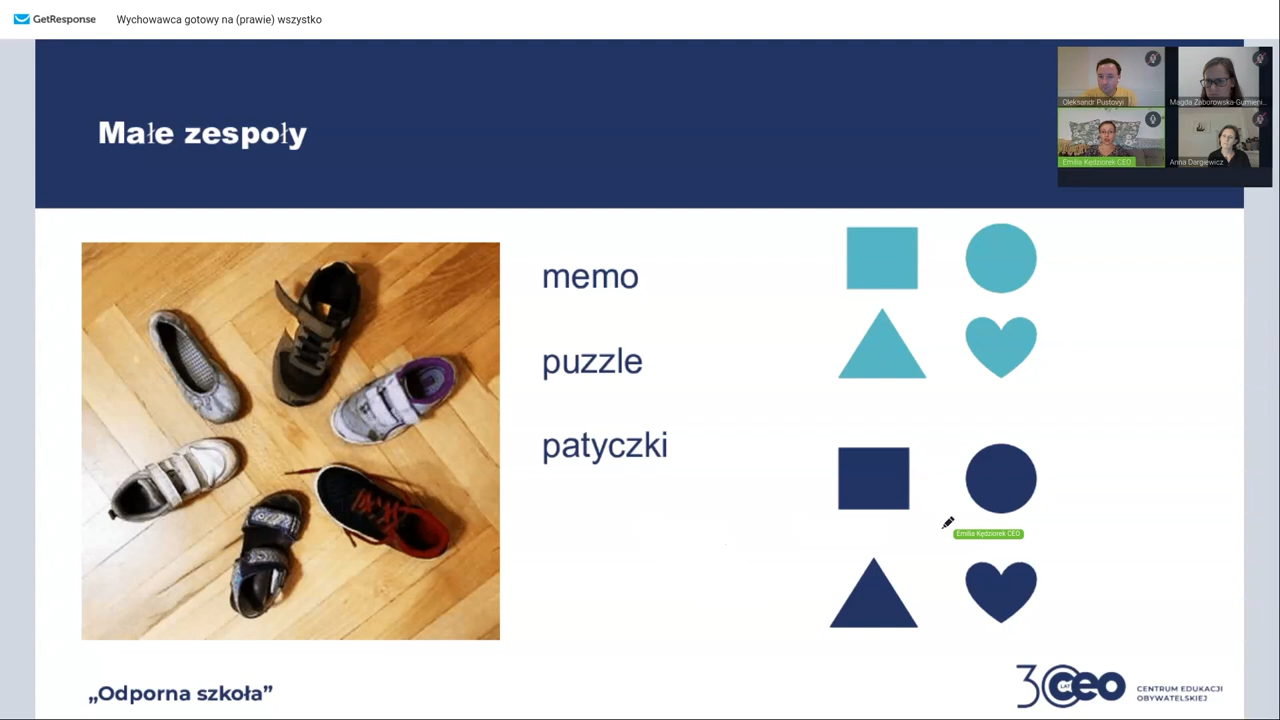 GetResponse
Wychowawca gotowy na (prawie) wszystko
Małe zespoły
Oleksandr Pustovyi
Magda Zaborowska-Gumieni...
Emilia Kędziorek CEO
Anna Dargiewicz
memo
puzzle
patyczki
Emilia Kędziorek CEO
„Odporna szkoła”
30 LAT ceo
CENTRUM EDUKACJI
OBYWATELSKIEJ